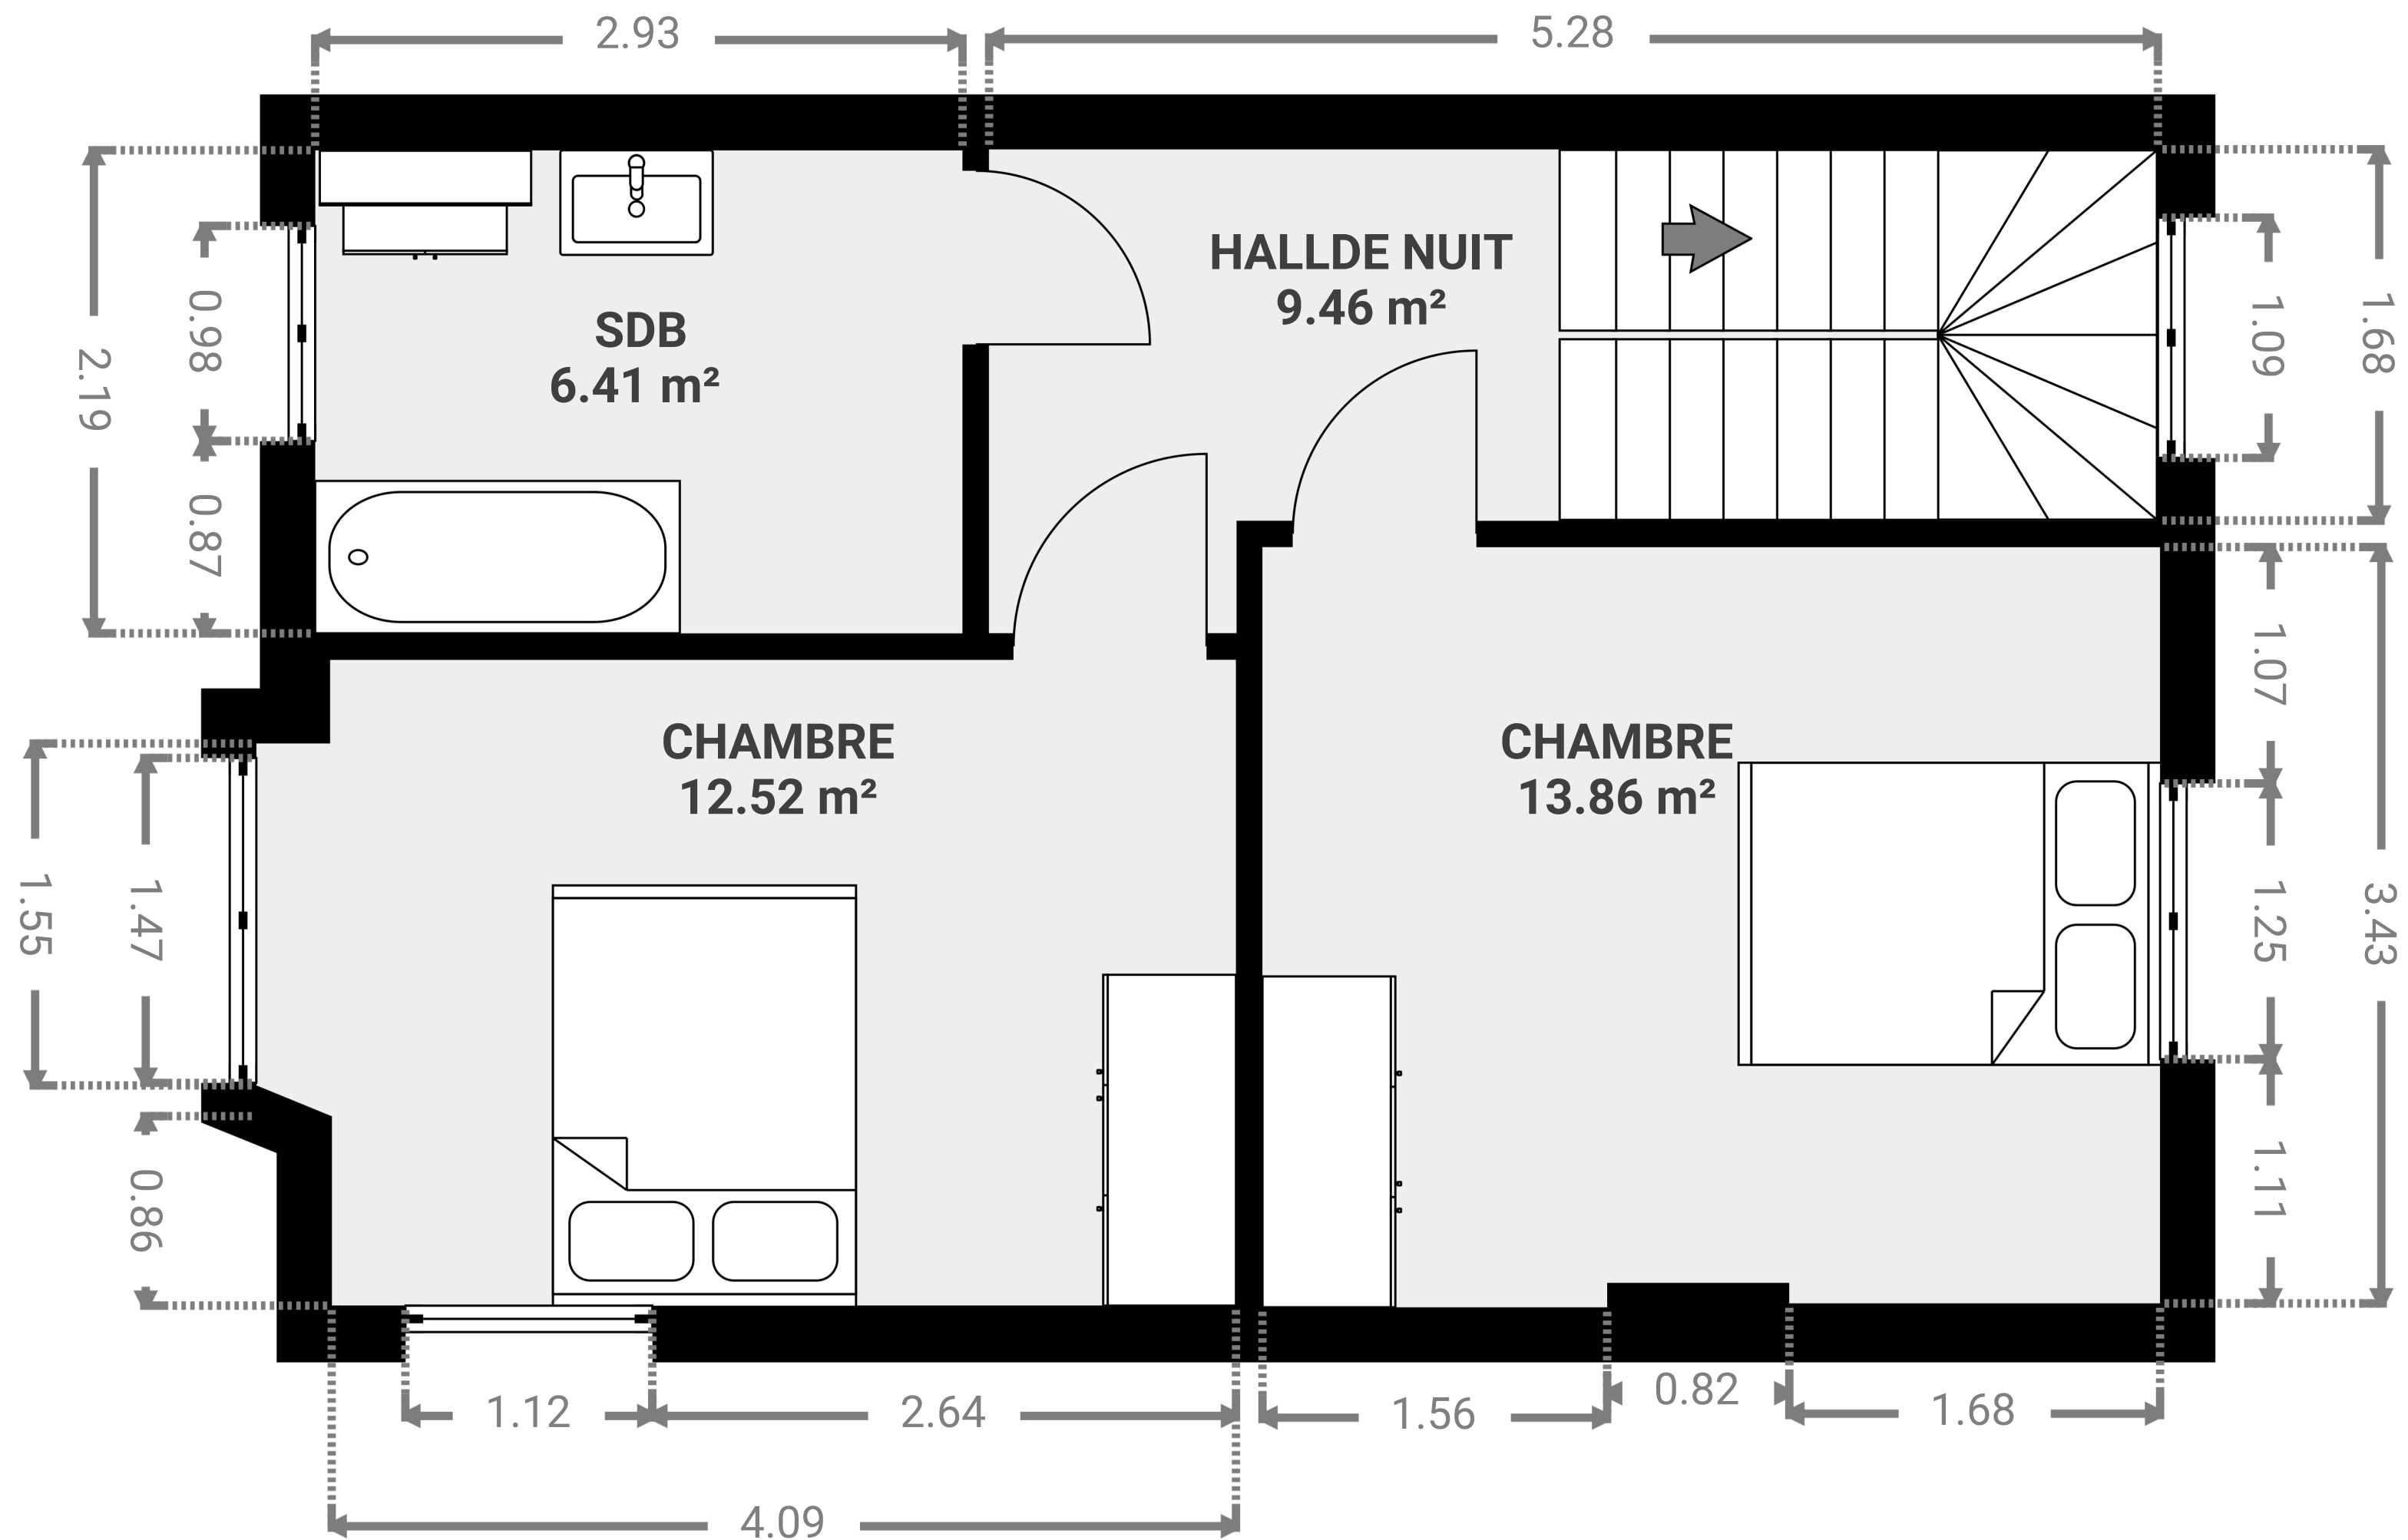 2.93
5.28
HALLDE NUIT
9.46 m²
SDB
6.41 m²
0.98
2.19
0.87
1.09
1.68
CHAMBRE
12.52 m²
CHAMBRE
13.86 m²
1.07
1.55
1.47
1.25
3.43
0.86
1.11
1.12
2.64
1.56
0.82
1.68
4.09